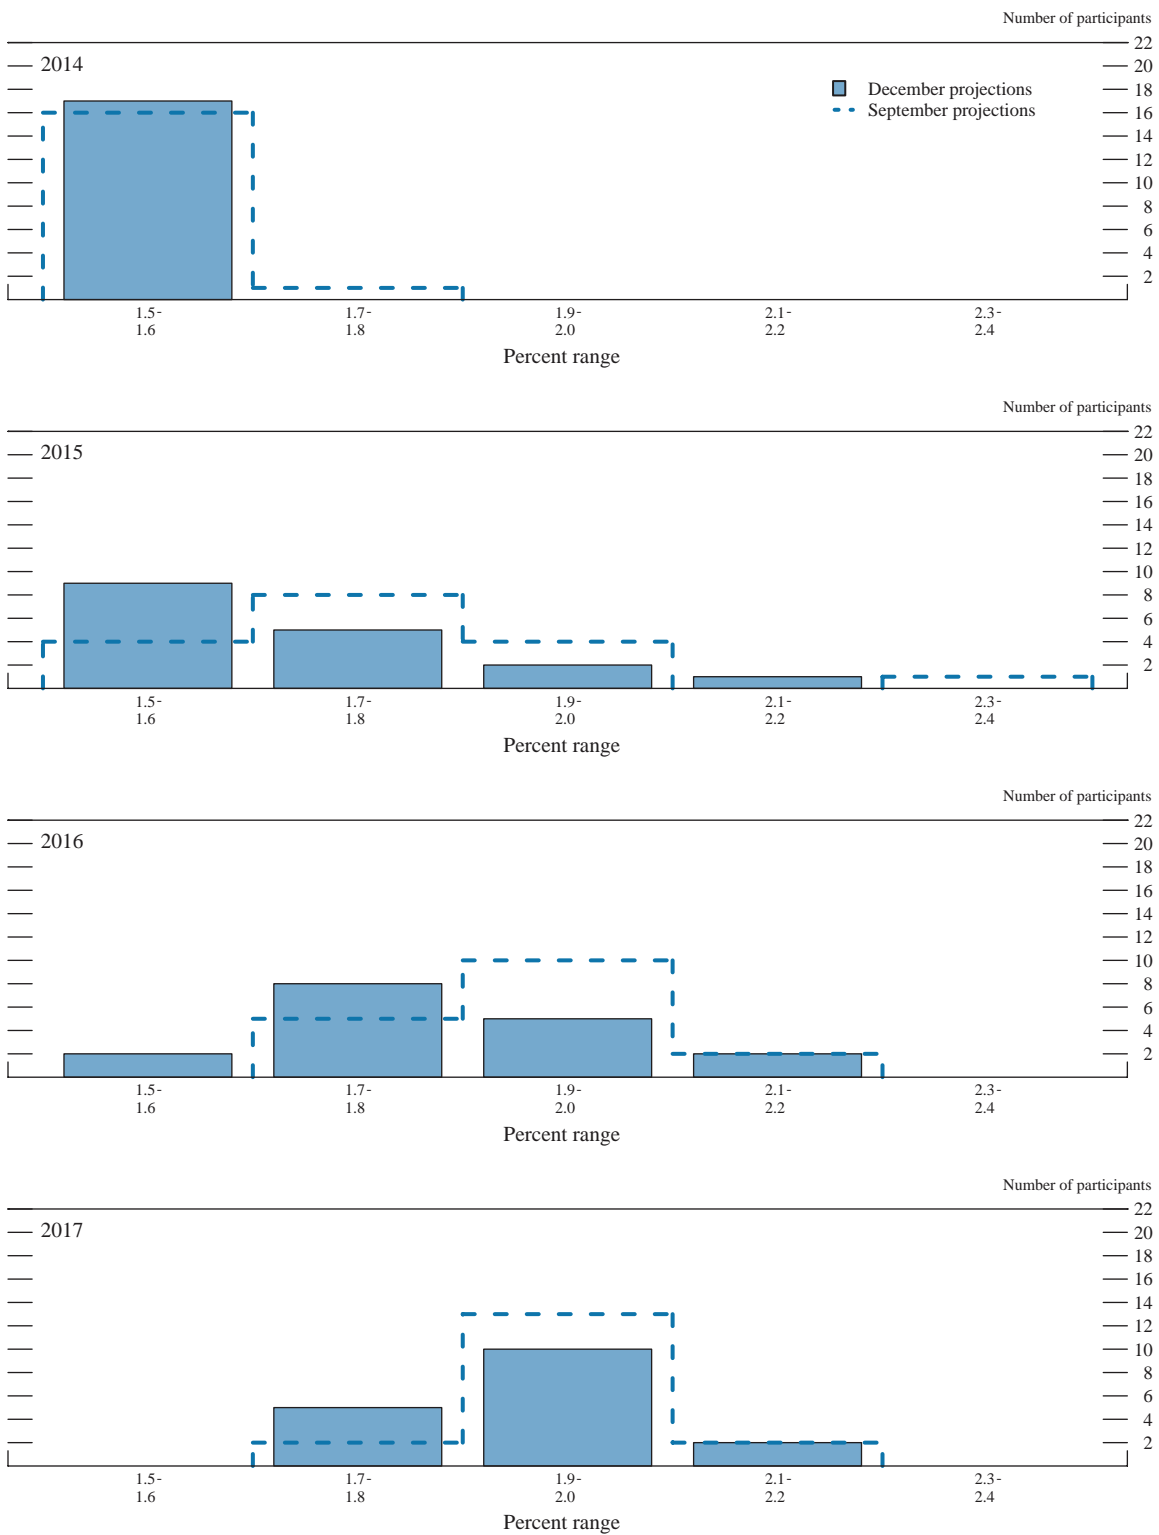 Number of participants
2014
December projections
September projections
22
20
18
16
14
12
10
8
6
4
2
1.5- 1.7- 1.9- 2.1- 2.3-
1.6 1.8 2.0 2.2 2.4
Percent range
Number of participants
2015
22
20
18
16
14
12
10
8
6
4
2
1.5- 1.7- 1.9- 2.1- 2.3-
1.6 1.8 2.0 2.2 2.4
Percent range
Number of participants
2016
22
20
18
16
14
12
10
8
6
4
2
1.5- 1.7- 1.9- 2.1- 2.3-
1.6 1.8 2.0 2.2 2.4
Percent range
Number of participants
2017
22
20
18
16
14
12
10
8
6
4
2
1.5- 1.7- 1.9- 2.1- 2.3-
1.6 1.8 2.0 2.2 2.4
Percent range